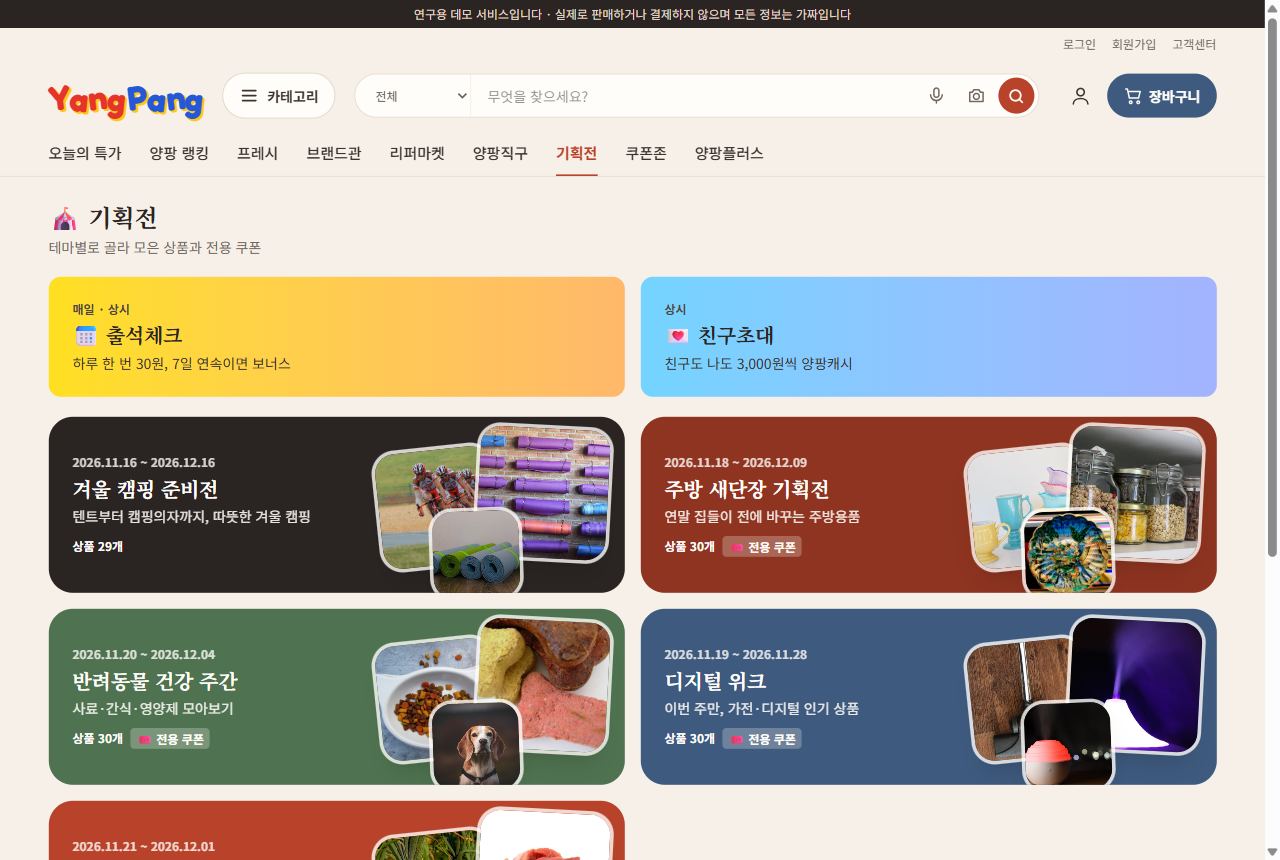 연구용 데모 서비스입니다 · 실제로 판매하거나 결제하지 않으며 모든 정보는 가짜입니다
로그인 회원가입 고객센터
YangPang 카테고리 전체 무엇을 찾으세요? 장바구니
오늘의 특가 양팡 랭킹 프레시 브랜드관 리퍼마켓 양팡직구 기획전 쿠폰존 양팡플러스
기획전
테마별로 골라 모은 상품과 전용 쿠폰
매일 · 상시
출석체크
하루 한 번 30원, 7일 연속이면 보너스
상시
친구초대
친구도 나도 3,000원씩 양팡캐시
2026.11.16 ~ 2026.12.16
겨울 캠핑 준비전
텐트부터 캠핑의자까지, 따뜻한 겨울 캠핑
상품 29개
2026.11.18 ~ 2026.12.09
주방 새단장 기획전
연말 집들이 전에 바꾸는 주방용품
상품 30개 전용 쿠폰
2026.11.20 ~ 2026.12.04
반려동물 건강 주간
사료·간식·영양제 모아보기
상품 30개 전용 쿠폰
2026.11.19 ~ 2026.11.28
디지털 위크
이번 주만, 가전·디지털 인기 상품
상품 30개 전용 쿠폰
2026.11.21 ~ 2026.12.01